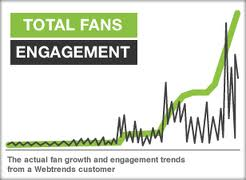 TOTAL FANS
ENGAGEMENT
The actual fan growth and engagement trends
from a Webtrends customer